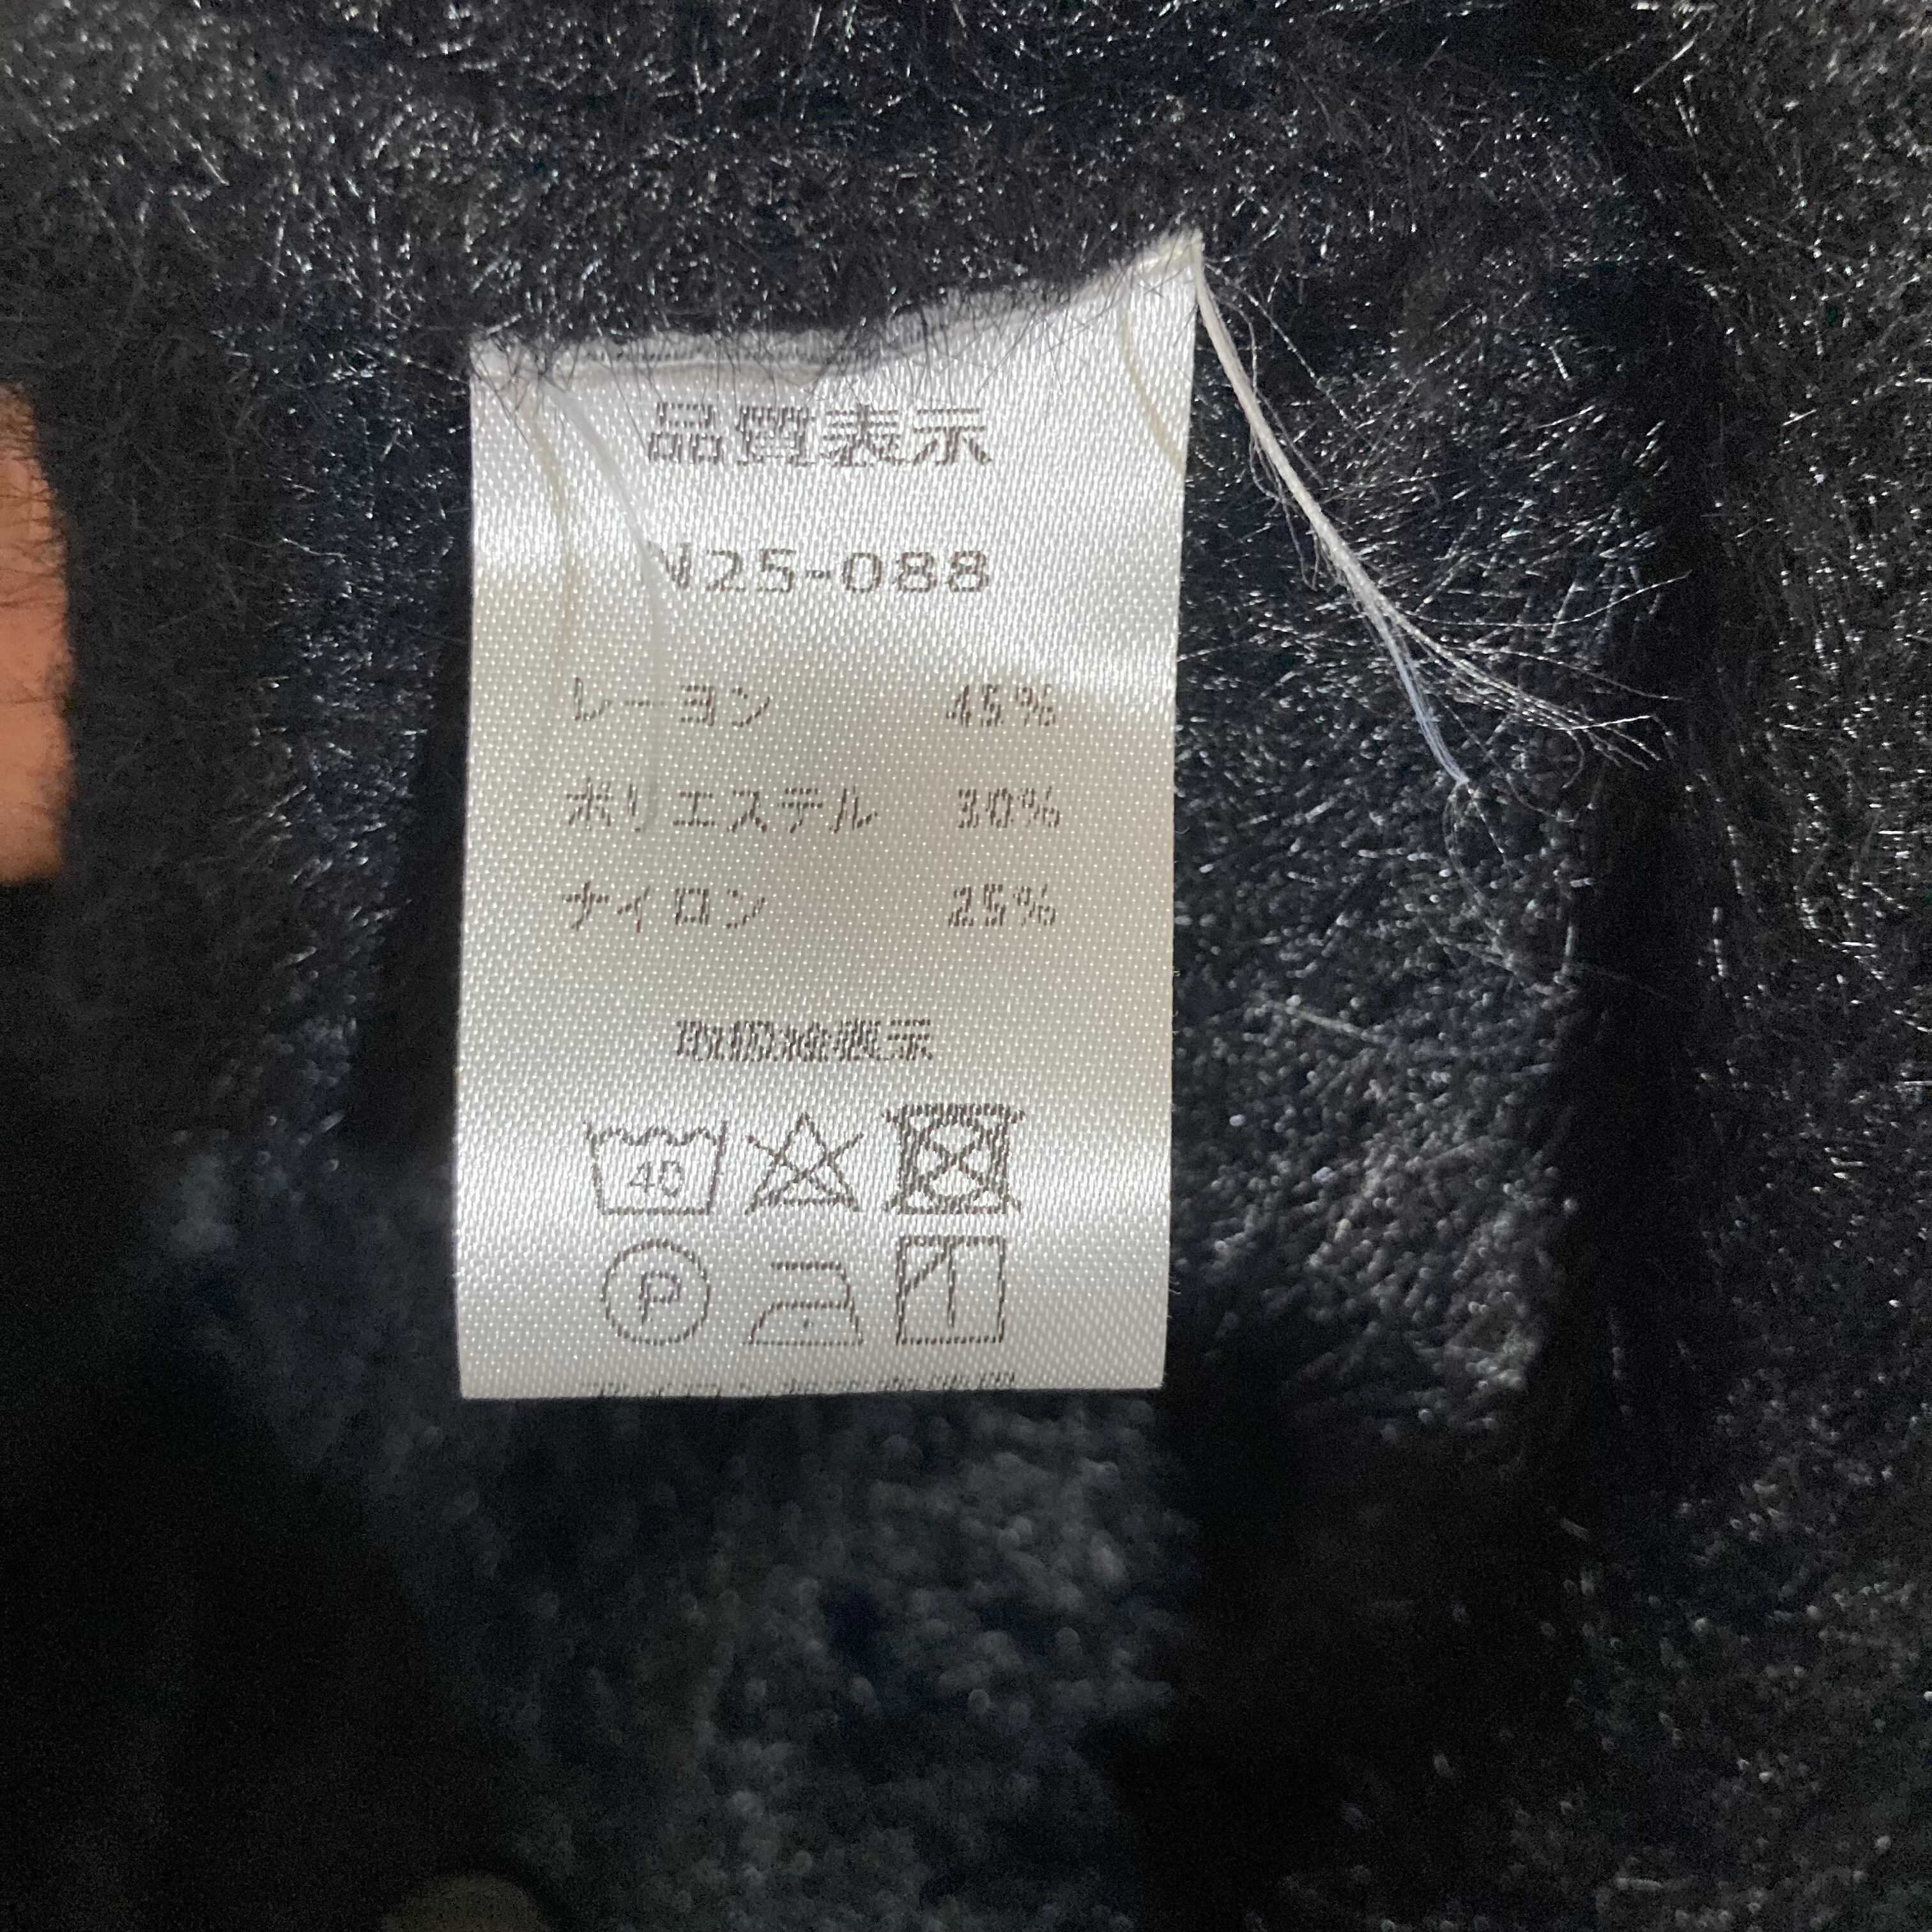 品質表示
N25-088
レーヨン 45%
ポリエステル 30%
ナイロン 25%
取扱絵表示
40
P